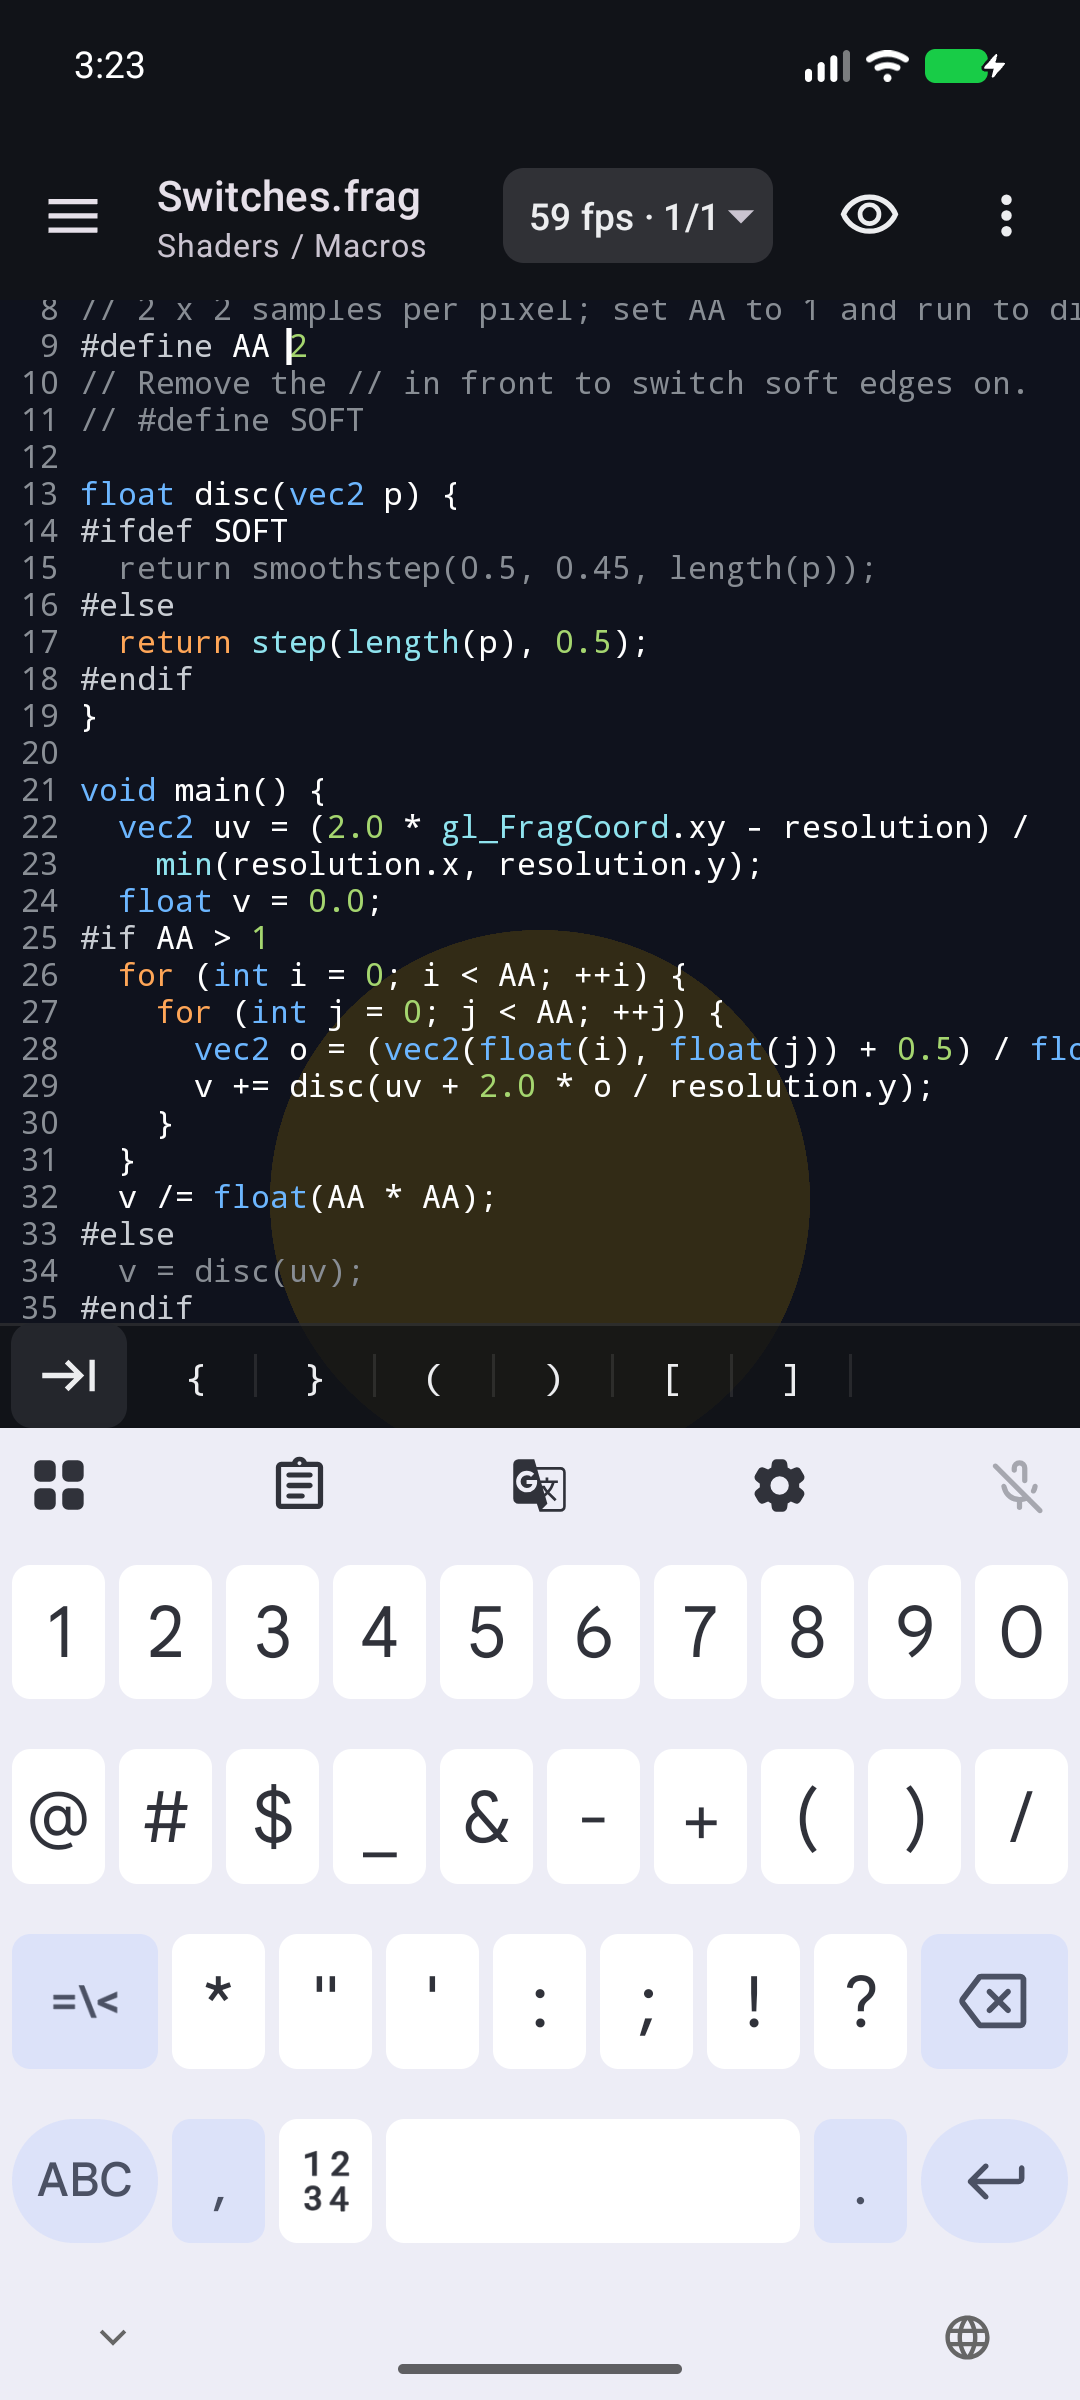 3:23
Switches.frag
Shaders / Macros
59 fps · 1/1
8 // 2 x 2 samples per pixel; set AA to 1 and run to di
9 #define AA 2
10 // Remove the // in front to switch soft edges on.
11 // #define SOFT
12
13 float disc(vec2 p) {
14 #ifdef SOFT
15   return smoothstep(0.5, 0.45, length(p));
16 #else
17   return step(length(p), 0.5);
18 #endif
19 }
20
21 void main() {
22   vec2 uv = (2.0 * gl_FragCoord.xy - resolution) /
23     min(resolution.x, resolution.y);
24   float v = 0.0;
25 #if AA > 1
26   for (int i = 0; i < AA; ++i) {
27     for (int j = 0; j < AA; ++j) {
28       vec2 o = (vec2(float(i), float(j)) + 0.5) / flo
29       v += disc(uv + 2.0 * o / resolution.y);
30     }
31   }
32   v /= float(AA * AA);
33 #else
34   v = disc(uv);
35 #endif
{ } ( ) [ ]
1 2 3 4 5 6 7 8 9 0
@ # $ _ & - + ( ) /
=\< * " ' : ; ! ?
ABC , 1 2 3 4 .